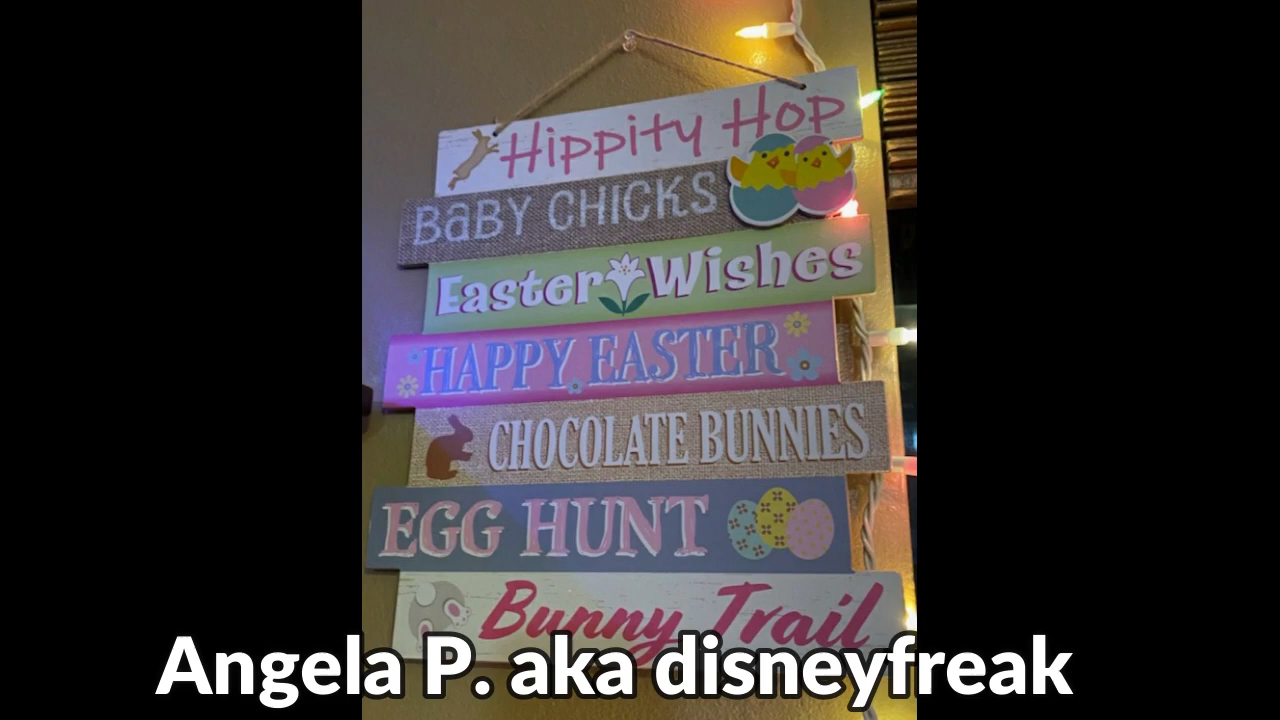 Hippity Hop
BaBY CHICKS
Easter Wishes
HAPPY EASTER
CHOCOLATE BUNNIES
EGG HUNT
Bunny Trail
Angela P. aka disneyfreak